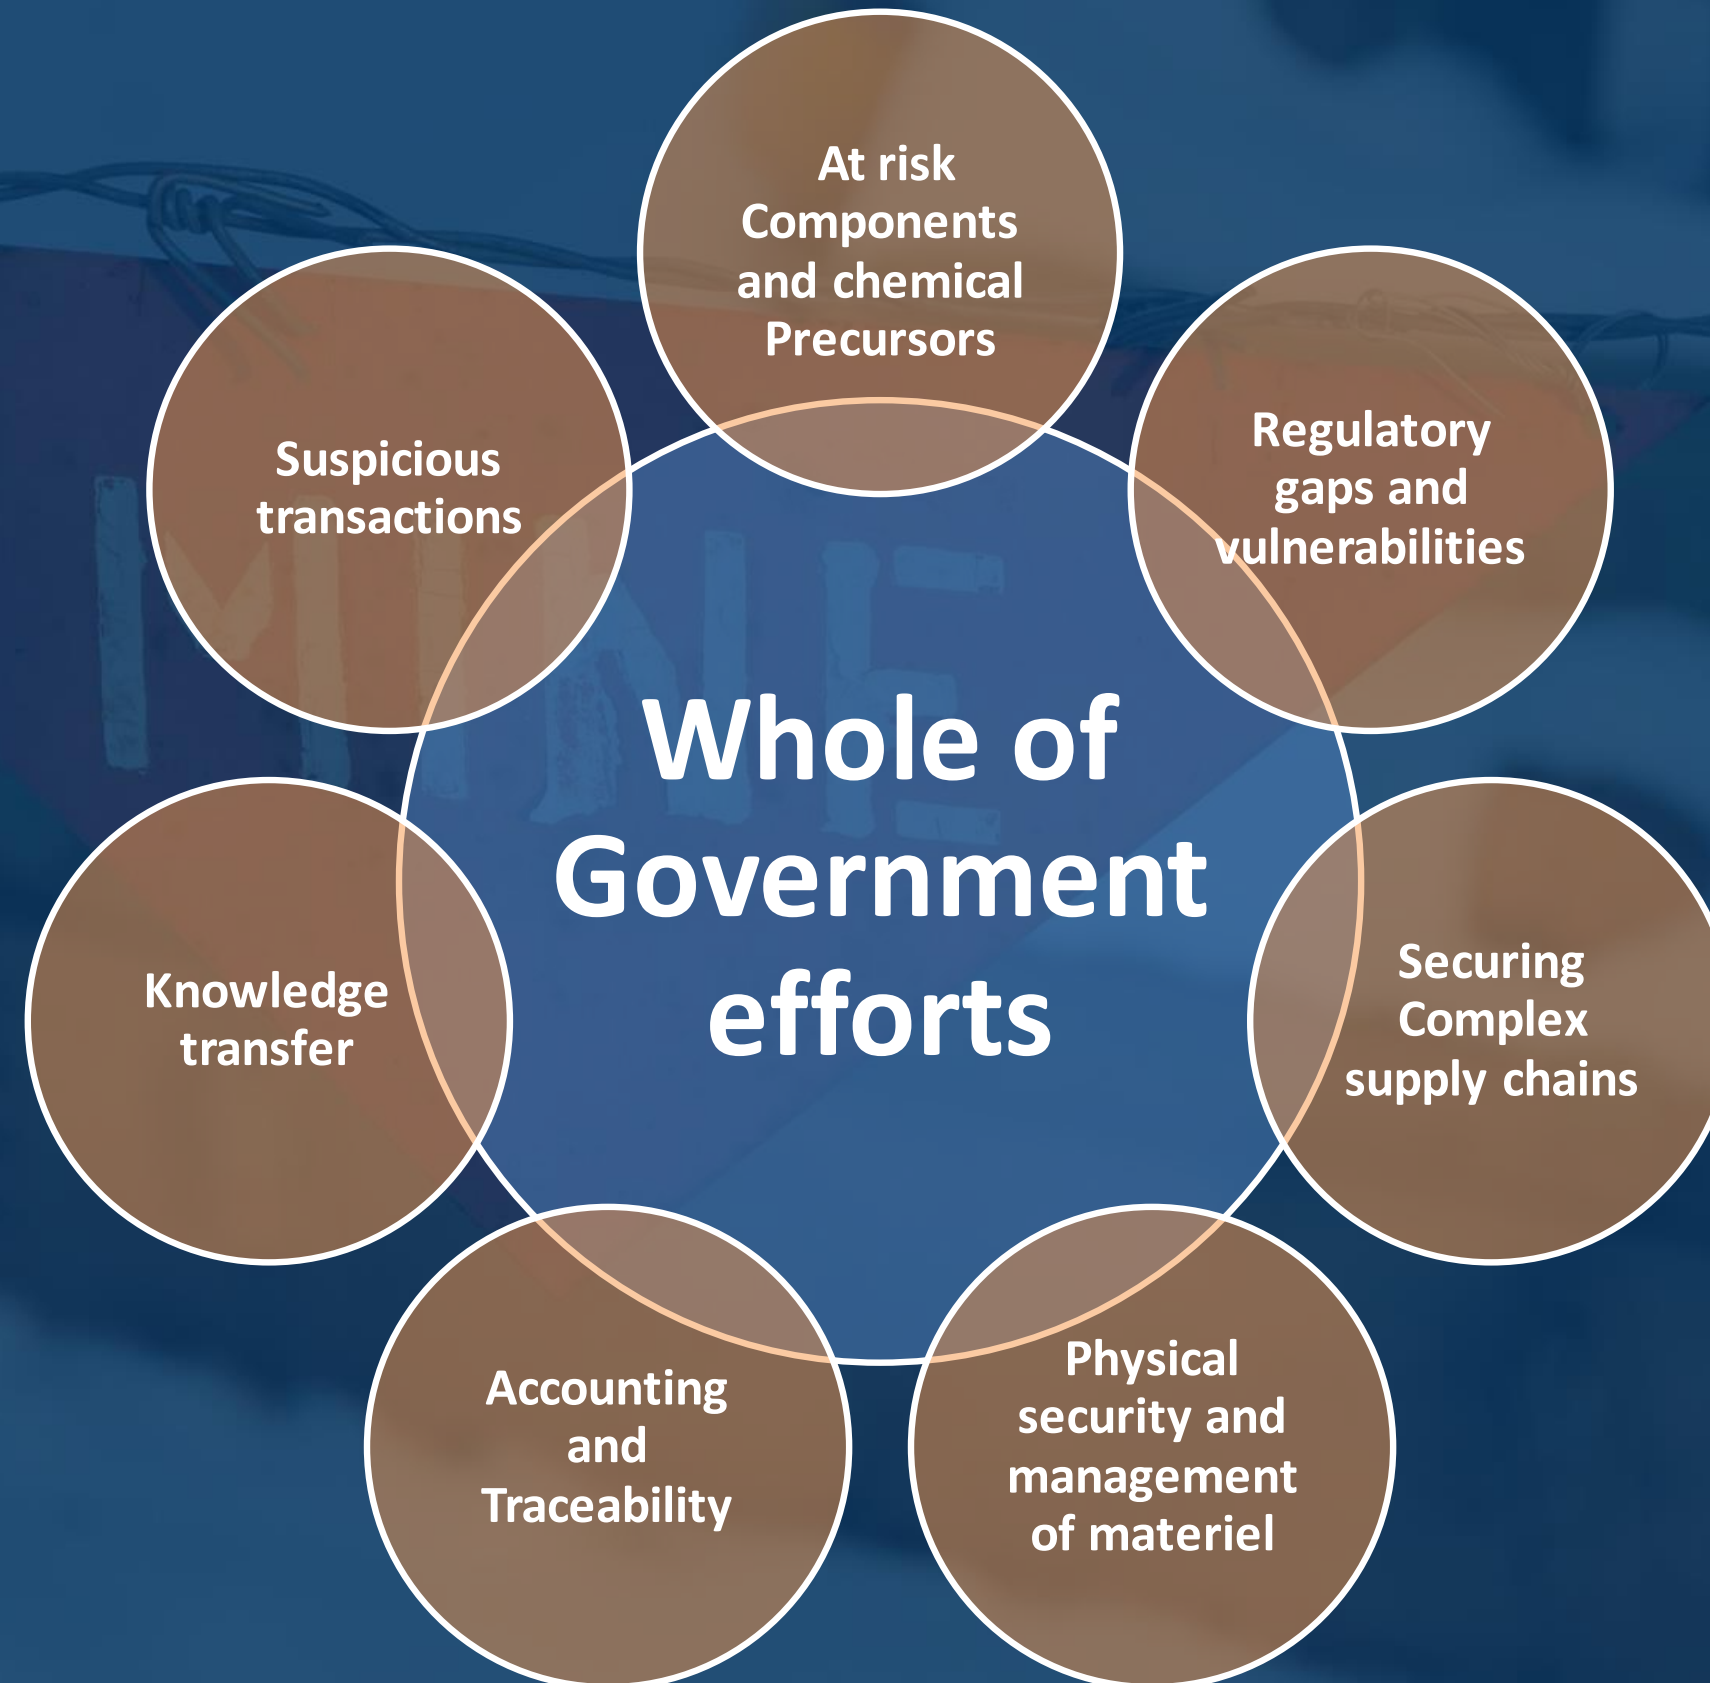 At risk
Components
and chemical
Precursors
Regulatory
gaps and
vulnerabilities
Securing
Complex
supply chains
Physical
security and
management
of materiel
Accounting
and
Traceability
Knowledge
transfer
Suspicious
transactions
Whole of
Government
efforts
MINE